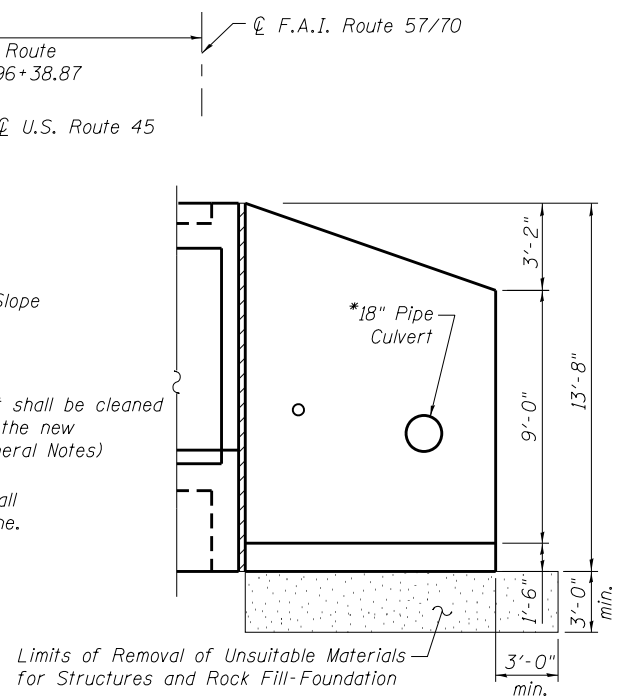 ℄ F.A.I. Route 57/70
Route
96+38.87
℄ U.S. Route 45
Slope
*18" Pipe
Culvert
shall be cleaned
the new
eral Notes)
all
ne.
3'-2"
9'-0"
13'-8"
1'-6"
3'-0"
min.
Limits of Removal of Unsuitable Materials
for Structures and Rock Fill-Foundation
3'-0"
min.